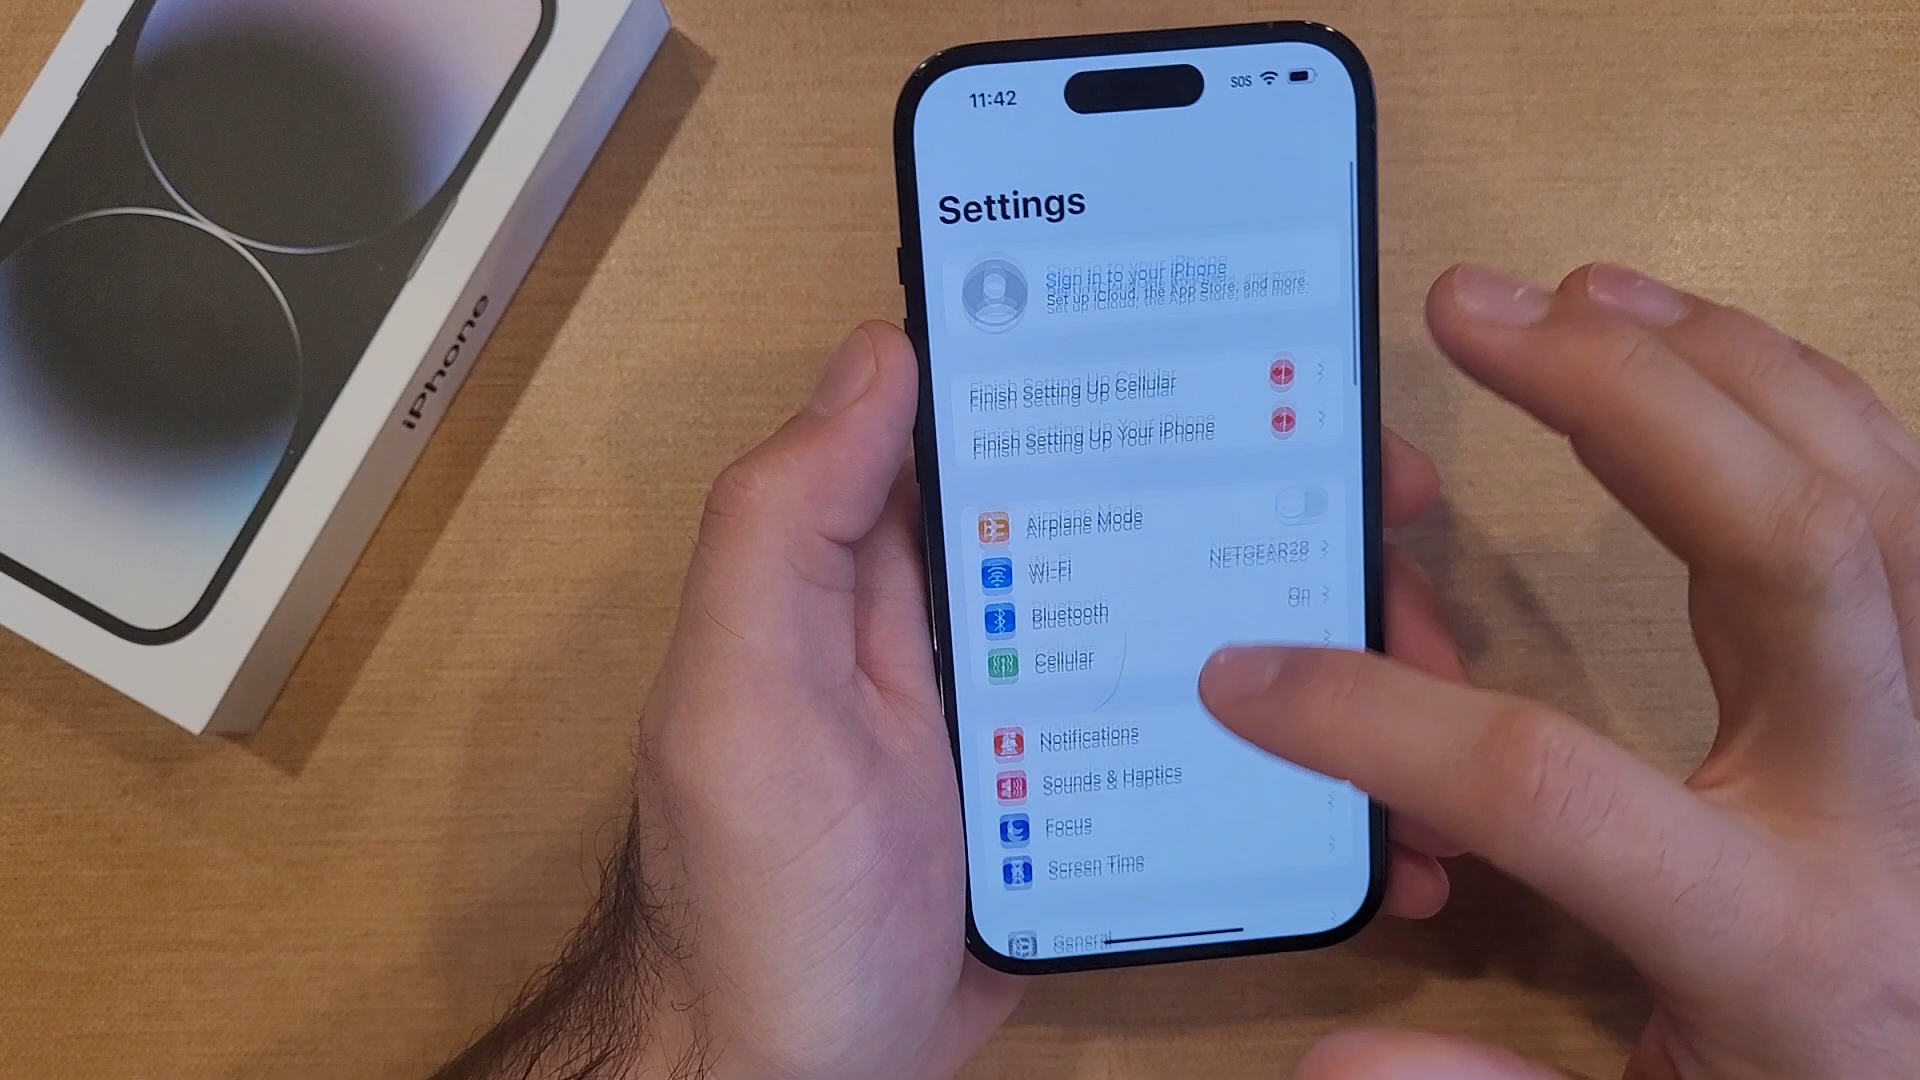 iPhone
11:42
SOS
Settings
Sign in to your iPhone
Set up iCloud, the App Store, and more.
Finish Setting Up Cellular
1
Finish Setting Up Your iPhone
1
Airplane Mode
Wi-Fi NETGEAR28
Bluetooth On
Cellular
Notifications
Sounds & Haptics
Focus
Screen Time
General